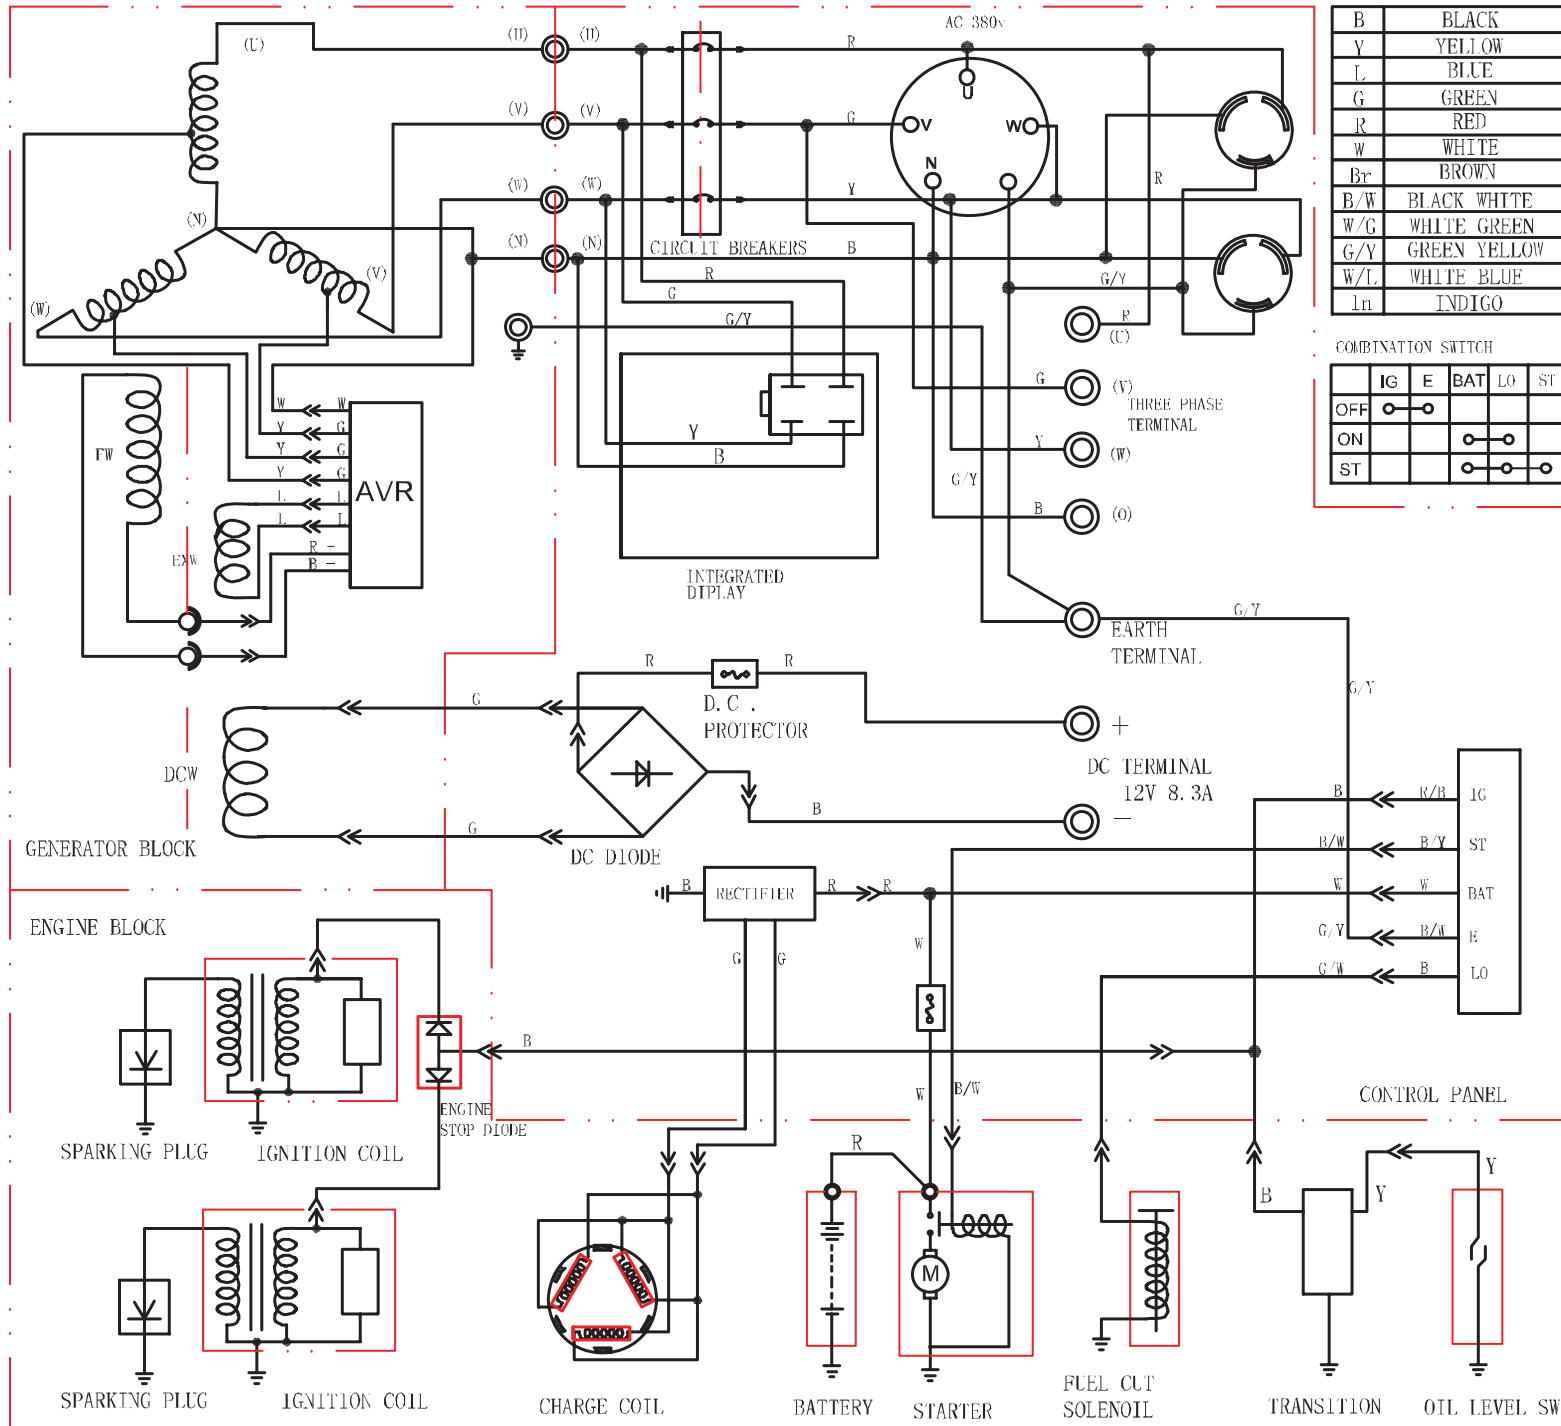 B BLACK
Y YELLOW
L BLUE
G GREEN
R RED
W WHITE
Br BROWN
B/W BLACK WHITE
W/G WHITE GREEN
G/Y GREEN YELLOW
W/L WHITE BLUE
ln INDIGO
COMBINATION SWITCH
IG E BAT LO ST
OFF
ON
ST
AC 380v
(U) (U) (U) R
U
(V) (V) G V W
N
(W) (W) Y R
(N) (N) (N) CIRCUIT BREAKERS B
(V)
R G/Y
G
(W) G/Y R
(U)
G (V)
THREE PHASE
TERMINAL
W W
Y G Y
FW Y G B Y (W)
Y G G/Y
AVR
L L
L L B (O)
R +
EXW B -
INTEGRATED
DIPLAY
G/Y
EARTH
TERMINAL
R R
G/Y
G D.C.
PROTECTOR +
DCW DC TERMINAL
12V 8.3A
B R/B IG
B -
G
GENERATOR BLOCK DC DIODE B/W B/Y ST
B RECTIFIER R R W W BAT
ENGINE BLOCK
G/Y B/W E
G G W
G/W B LO
B
W B/W
CONTROL PANEL
ENGINE
STOP DIODE
SPARKING PLUG IGNITION COIL
R B Y Y
M
SPARKING PLUG IGNITION COIL CHARGE COIL BATTERY STARTER
FUEL CUT
SOLENOIL
TRANSITION OIL LEVEL SW